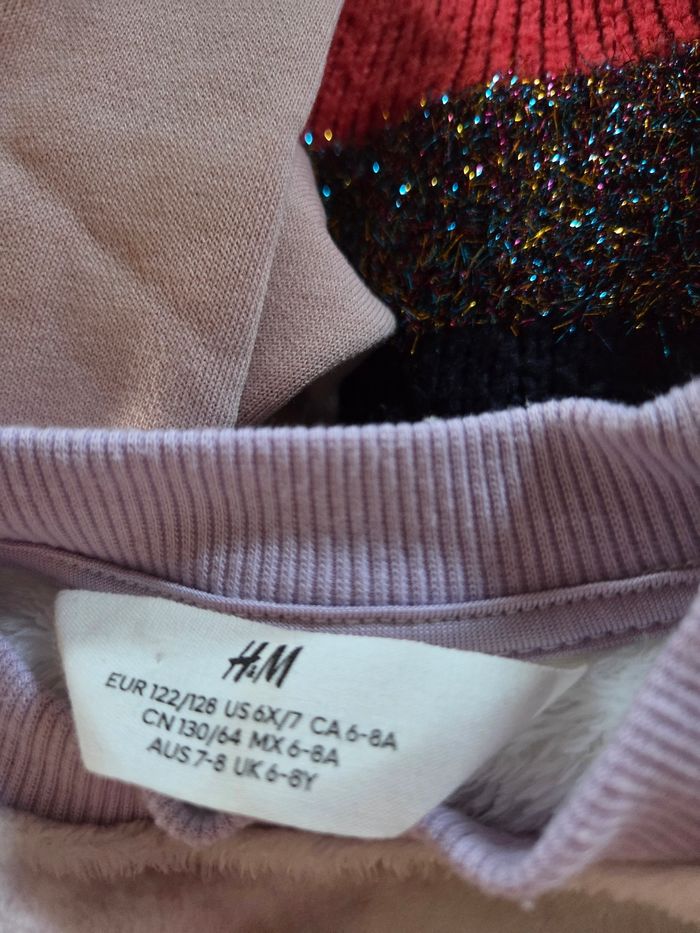 H&M
EUR 122/128 US 6X/7 CA 6-8A
CN 130/64 MX 6-8A
AUS 7-8 UK 6-8Y